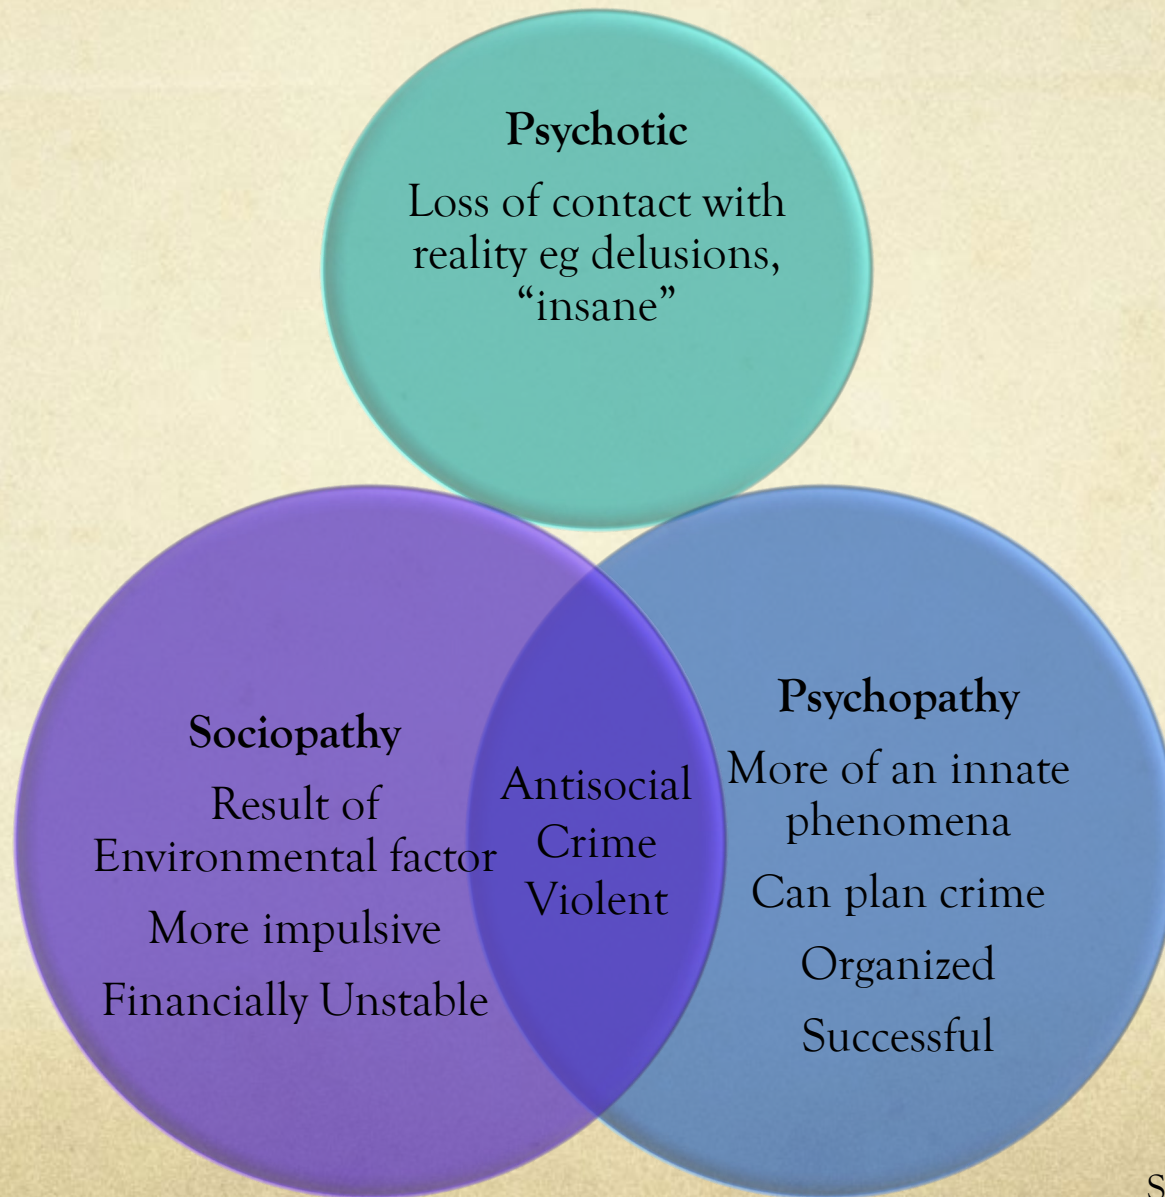 Psychotic
Loss of contact with
reality eg delusions,
“insane”
Sociopathy
Result of
Environmental factor
More impulsive
Financially Unstable
Antisocial
Crime
Violent
Psychopathy
More of an innate
phenomena
Can plan crime
Organized
Successful